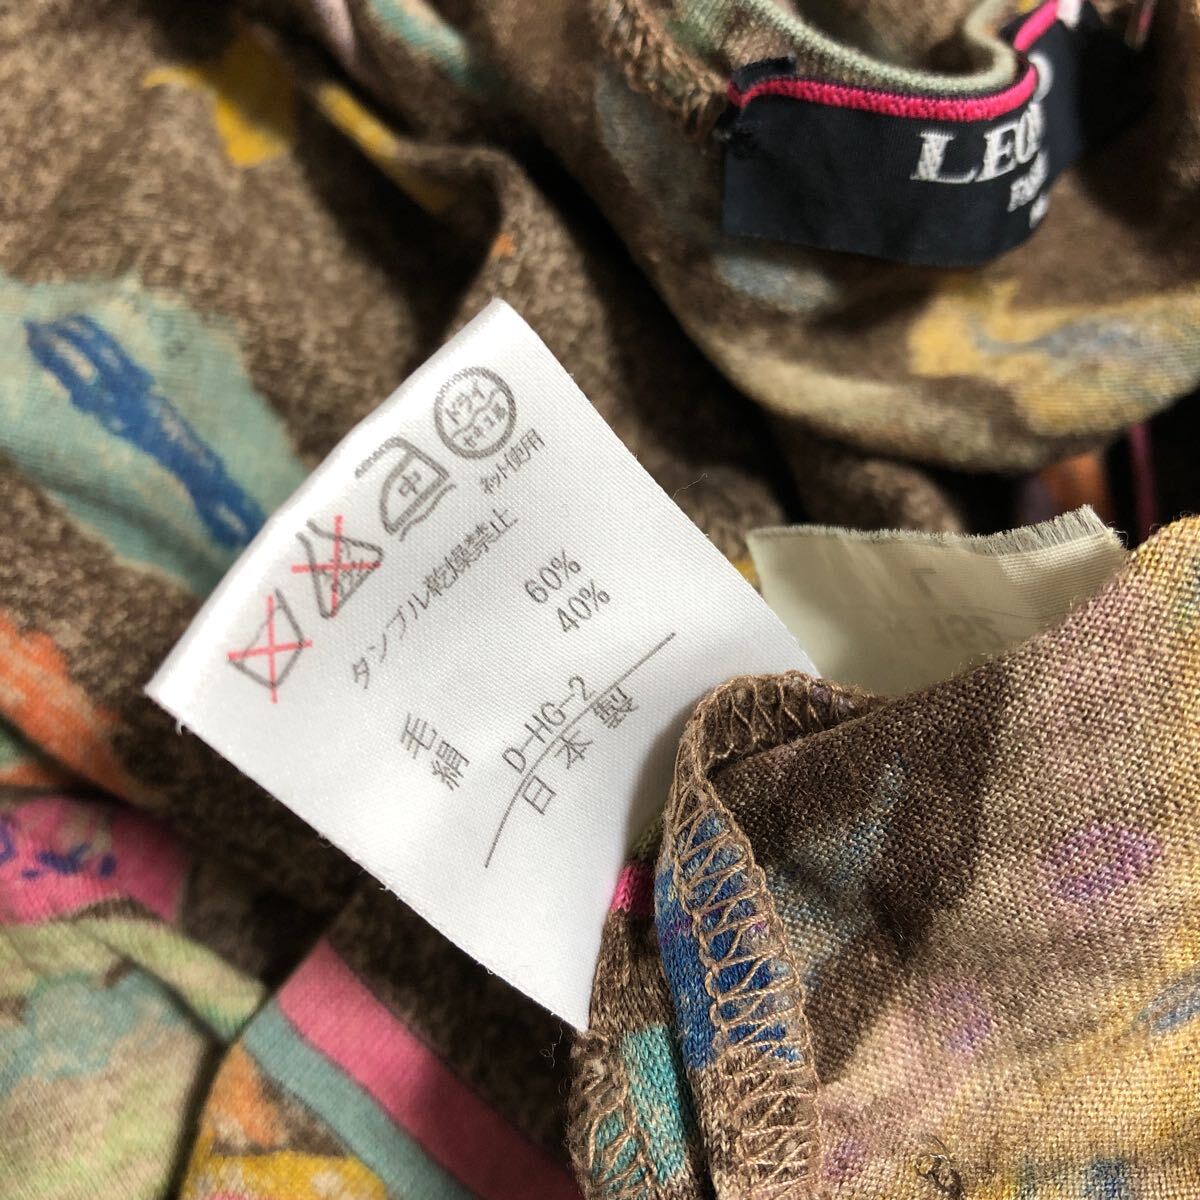 LEO
ドライ
セキユ系
ネット使用
中
タンブル乾燥禁止
毛 60%
絹 40%
D-HG-2
日本製